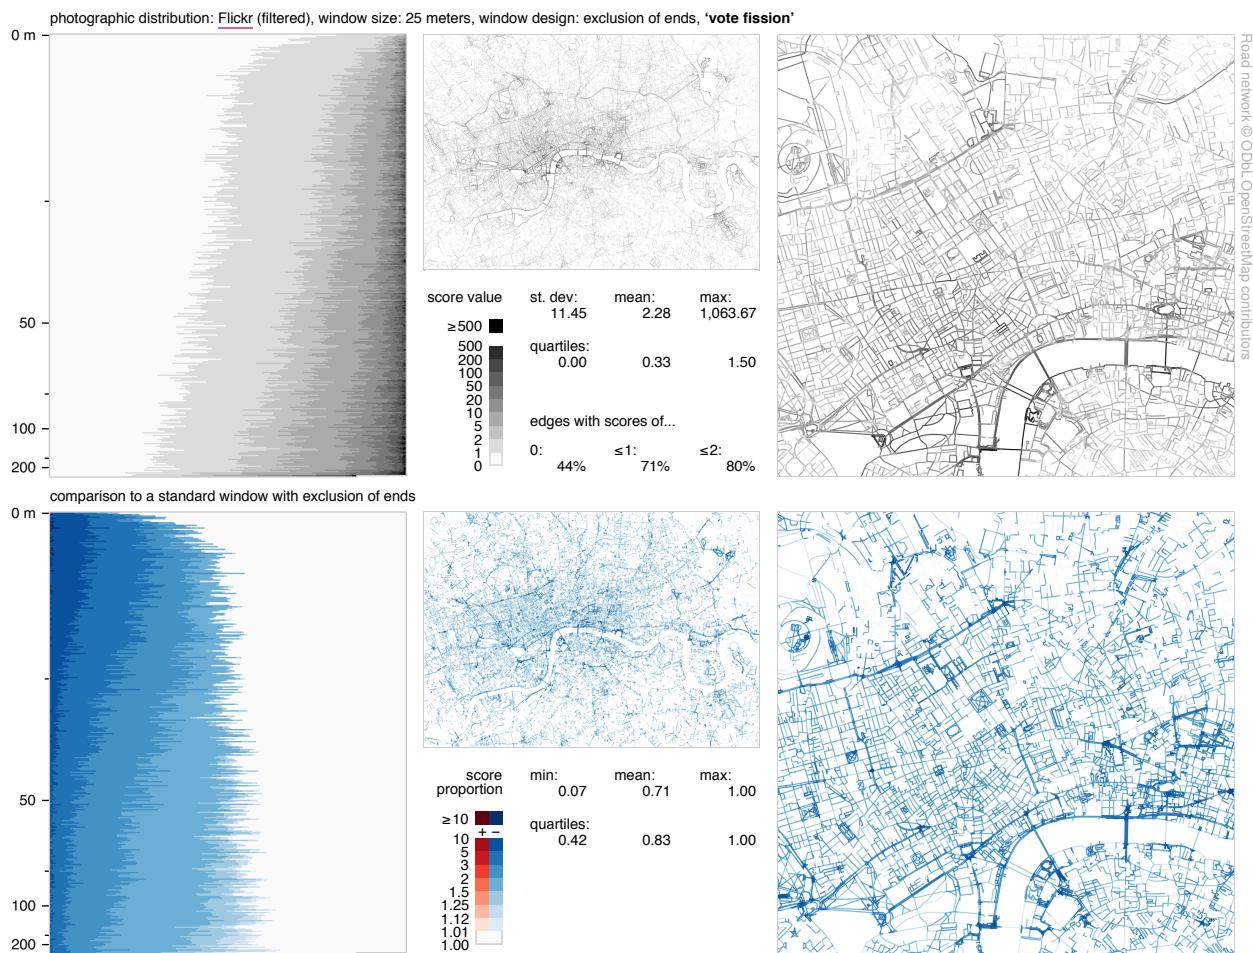 photographic distribution: Flickr (filtered), window size: 25 meters, window design: exclusion of ends, ‘vote fission’
0 m
50
100
200
score value
≥500
500
200
100
50
20
10
5
2
1
0
st. dev:
11.45
mean:
2.28
max:
1,063.67
quartiles:
0.00
0.33
1.50
edges with scores of...
0:
44%
≤1:
71%
≤2:
80%
Road network © ODbL OpenStreetMap contributors
comparison to a standard window with exclusion of ends
0 m
50
100
200
score
proportion
≥10
+ −
10
5
3
2
1.5
1.25
1.12
1.01
1.00
min:
0.07
mean:
0.71
max:
1.00
quartiles:
0.42
0.83
1.00